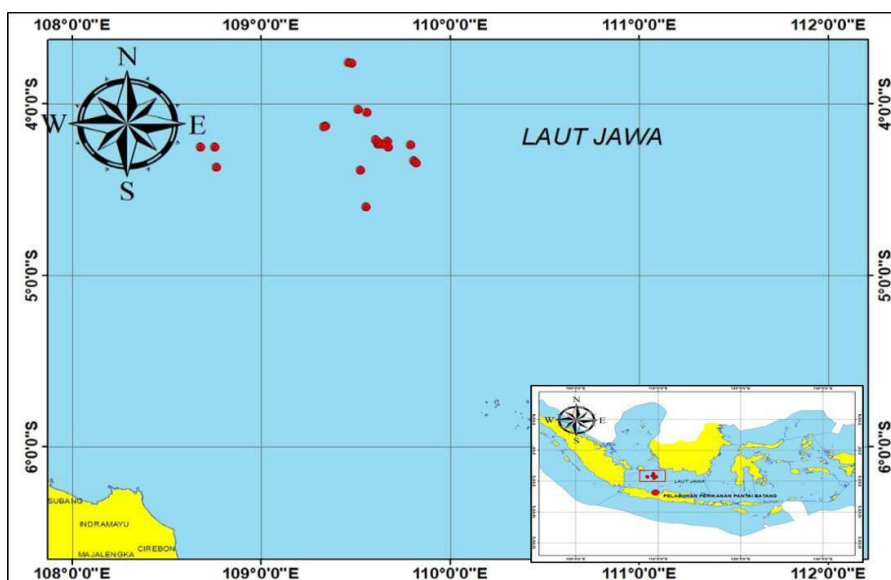 108°0'0"E 109°0'0"E 110°0'0"E 111°0'0"E 112°0'0"E
N
W E
S
4°0'0"S 4°0'0"S
LAUT JAWA
5°0'0"S 5°0'0"S
6°0'0"S 6°0'0"S
SUBANG
INDRAMAYU
MAJALENGKA
CIREBON
N
W E
S
LAUT JAWA
PELABUHAN PERIKANAN PANTAI BATANG
108°0'0"E 109°0'0"E 110°0'0"E 111°0'0"E 112°0'0"E